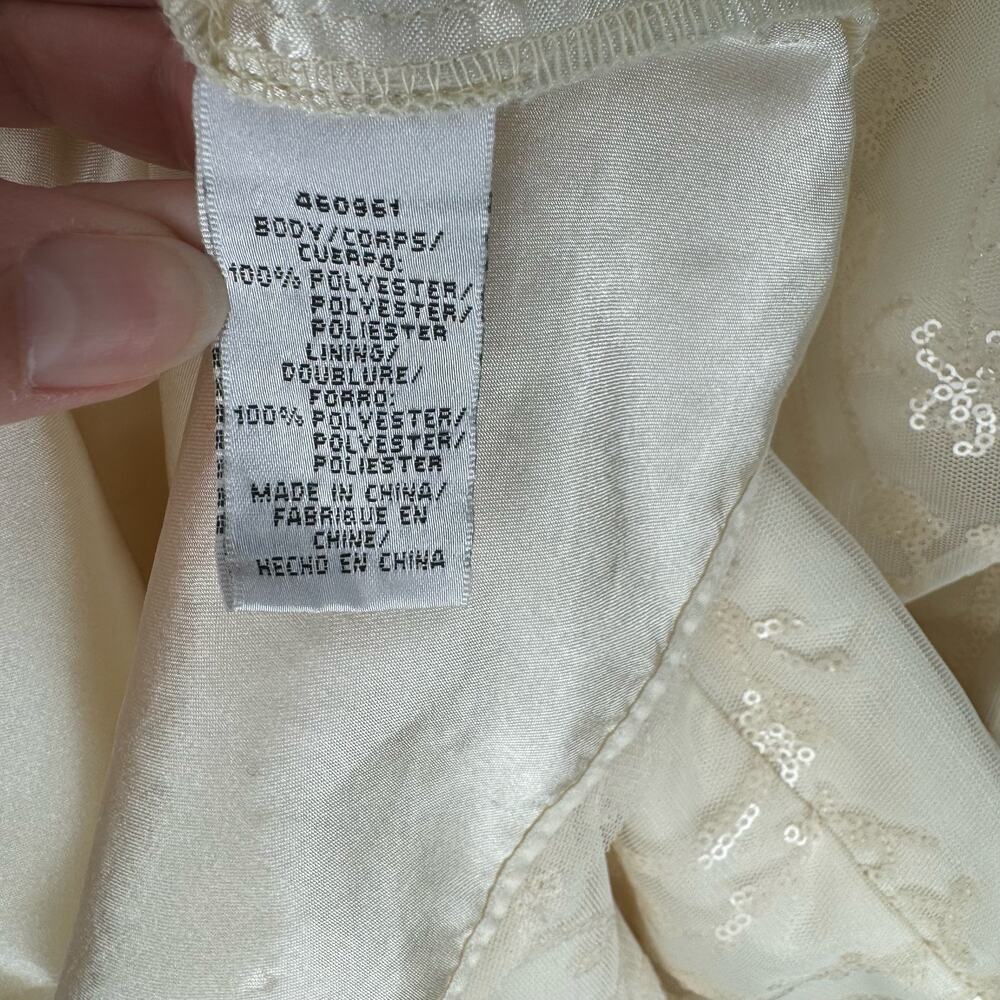 460961
BODY/CORPS/
CUERPO:
100% POLYESTER/
POLYESTER/
POLIESTER
LINING/
DOUBLURE/
FORRO:
100% POLYESTER/
POLYESTER/
POLIESTER
MADE IN CHINA/
FABRIQUE EN
CHINE/
HECHO EN CHINA